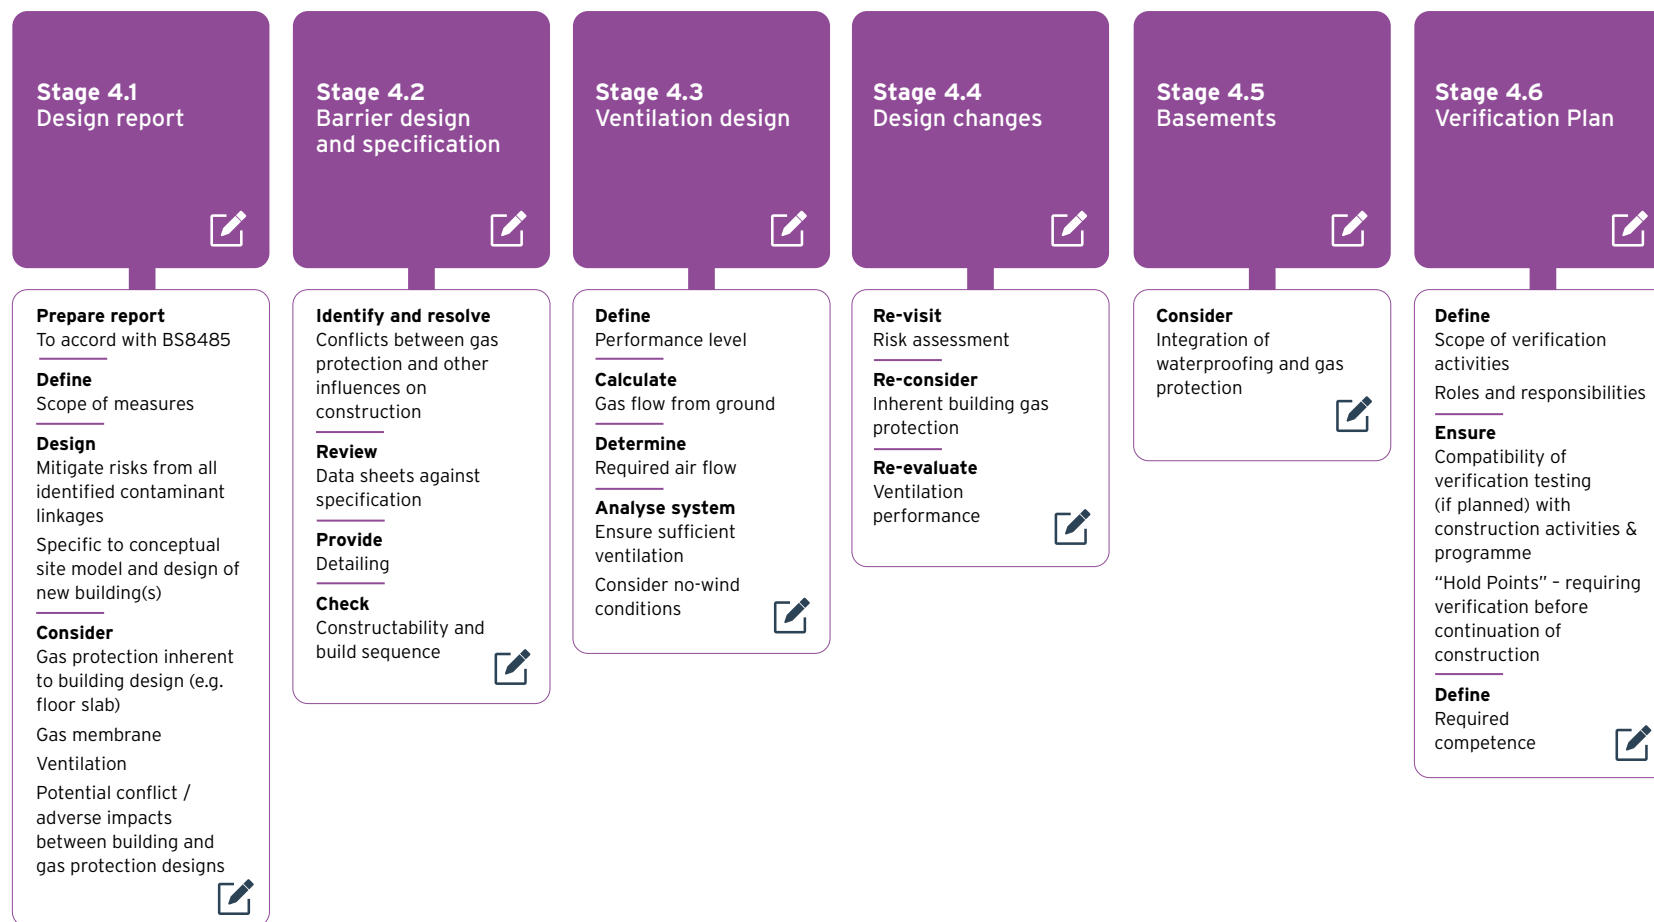 Stage 4.1
Design report
Prepare report
To accord with BS8485
Define
Scope of measures
Design
Mitigate risks from all
identified contaminant
linkages
Specific to conceptual
site model and design of
new building(s)
Consider
Gas protection inherent
to building design (e.g.
floor slab)
Gas membrane
Ventilation
Potential conflict /
adverse impacts
between building and
gas protection designs
Stage 4.2
Barrier design
and specification
Identify and resolve
Conflicts between gas
protection and other
influences on
construction
Review
Data sheets against
specification
Provide
Detailing
Check
Constructability and
build sequence
Stage 4.3
Ventilation design
Define
Performance level
Calculate
Gas flow from ground
Determine
Required air flow
Analyse system
Ensure sufficient
ventilation
Consider no-wind
conditions
Stage 4.4
Design changes
Re-visit
Risk assessment
Re-consider
Inherent building gas
protection
Re-evaluate
Ventilation
performance
Stage 4.5
Basements
Consider
Integration of
waterproofing and gas
protection
Stage 4.6
Verification Plan
Define
Scope of verification
activities
Roles and responsibilities
Ensure
Compatibility of
verification testing
(if planned) with
construction activities &
programme
“Hold Points” – requiring
verification before
continuation of
construction
Define
Required
competence